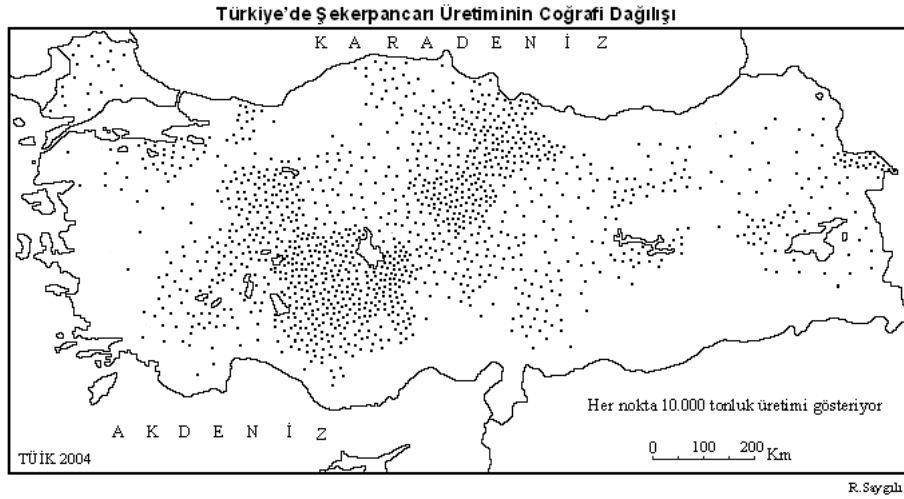 Türkiye'de Şekerpancarı Üretiminin Coğrafi Dağılışı
K A R A D E N İ Z
Her nokta 10.000 tonluk üretimi gösteriyor
A K D E N İ Z
0 100 200 Km
TÜİK 2004
R.Saygılı